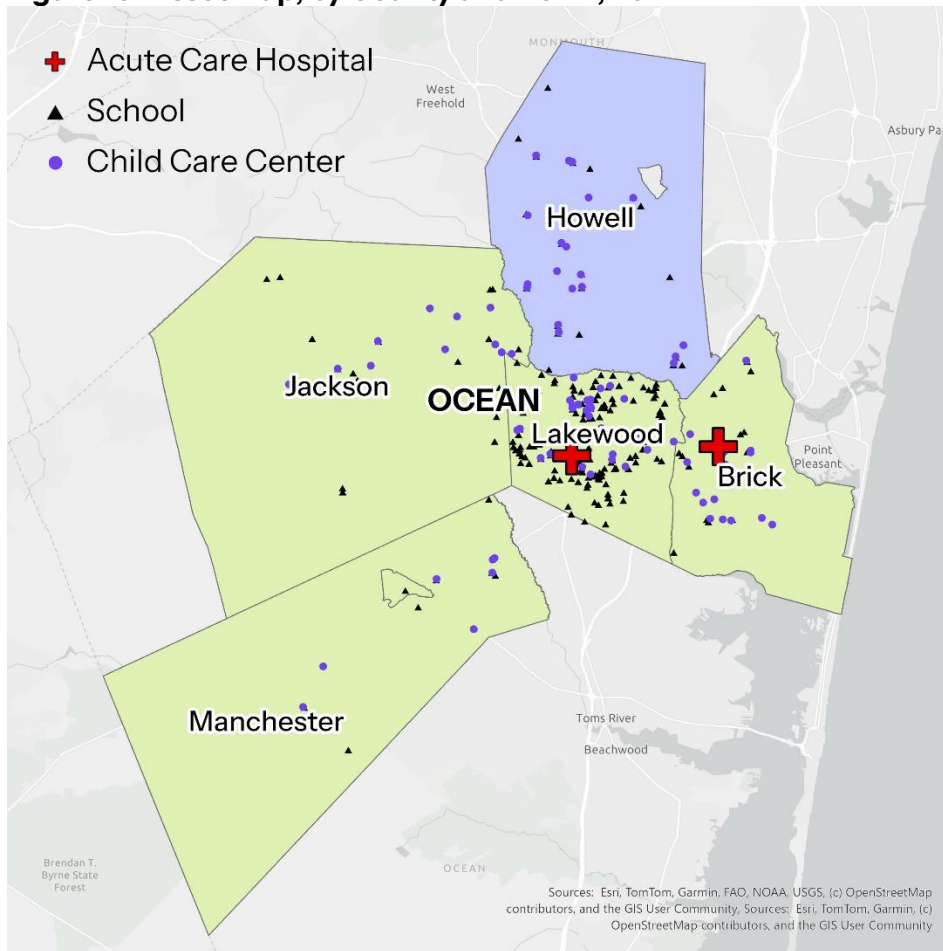 MONMOUTH
Acute Care Hospital
School
Child Care Center
West
Freehold
Asbury Pa
Howell
Jackson
OCEAN
Lakewood
Brick
Point
Pleasant
Manchester
Toms River
Beachwood
Brendan T.
Byrne State
Forest
OCEAN
Sources: Esri, TomTom, Garmin, FAO, NOAA, USGS, (c) OpenStreetMap
contributors, and the GIS User Community, Sources: Esri, TomTom, Garmin, (c)
OpenStreetMap contributors, and the GIS User Community